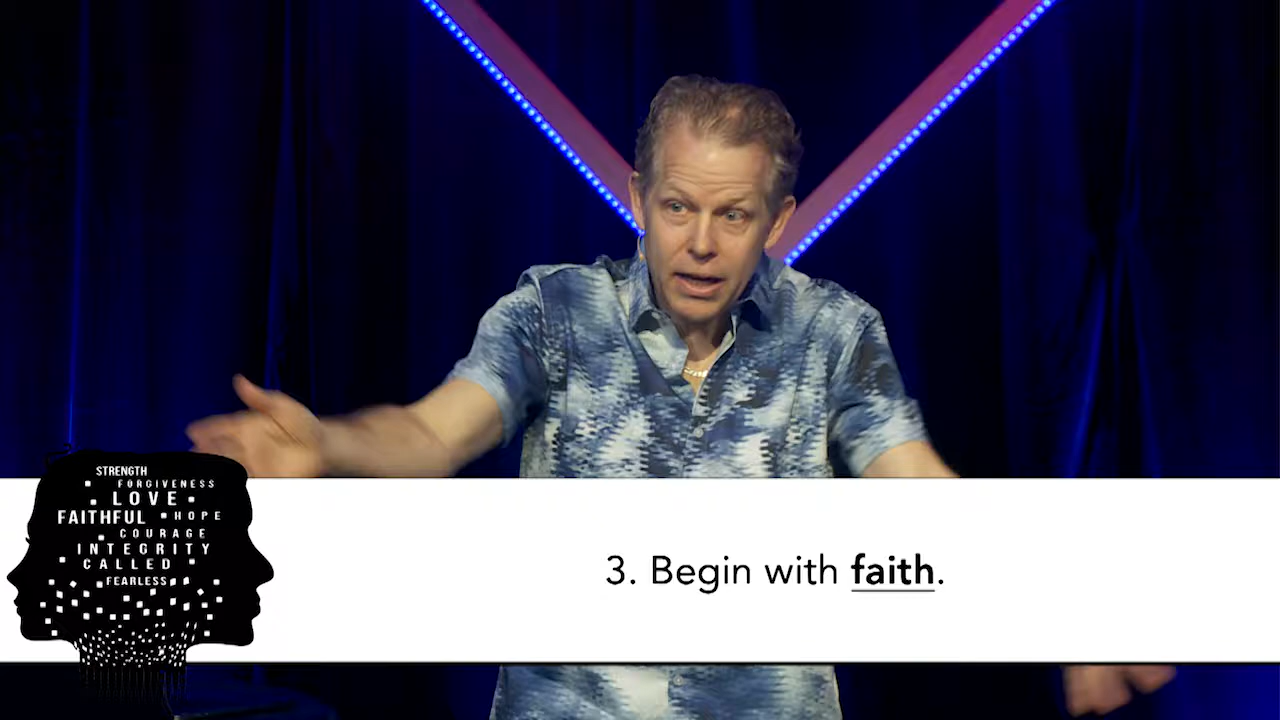 STRENGTH
FORGIVENESS
LOVE
FAITHFUL HOPE
COURAGE
INTEGRITY
CALLED
FEARLESS
3. Begin with faith.